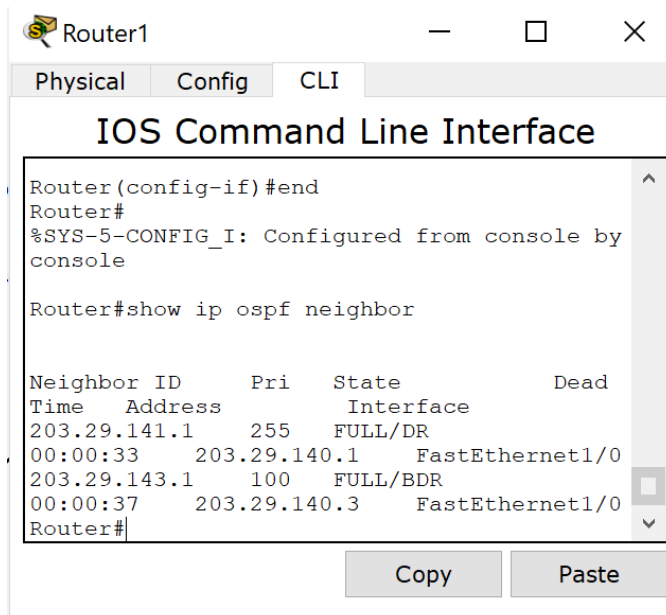 Router1
Physical Config CLI
IOS Command Line Interface
Router(config-if)#end
Router#
%SYS-5-CONFIG_I: Configured from console by
console
Router#show ip ospf neighbor
Neighbor ID     Pri   State           Dead
Time   Address         Interface
203.29.141.1    255   FULL/DR
00:00:33    203.29.140.1    FastEthernet1/0
203.29.143.1    100   FULL/BDR
00:00:37    203.29.140.3    FastEthernet1/0
Router#
Copy Paste